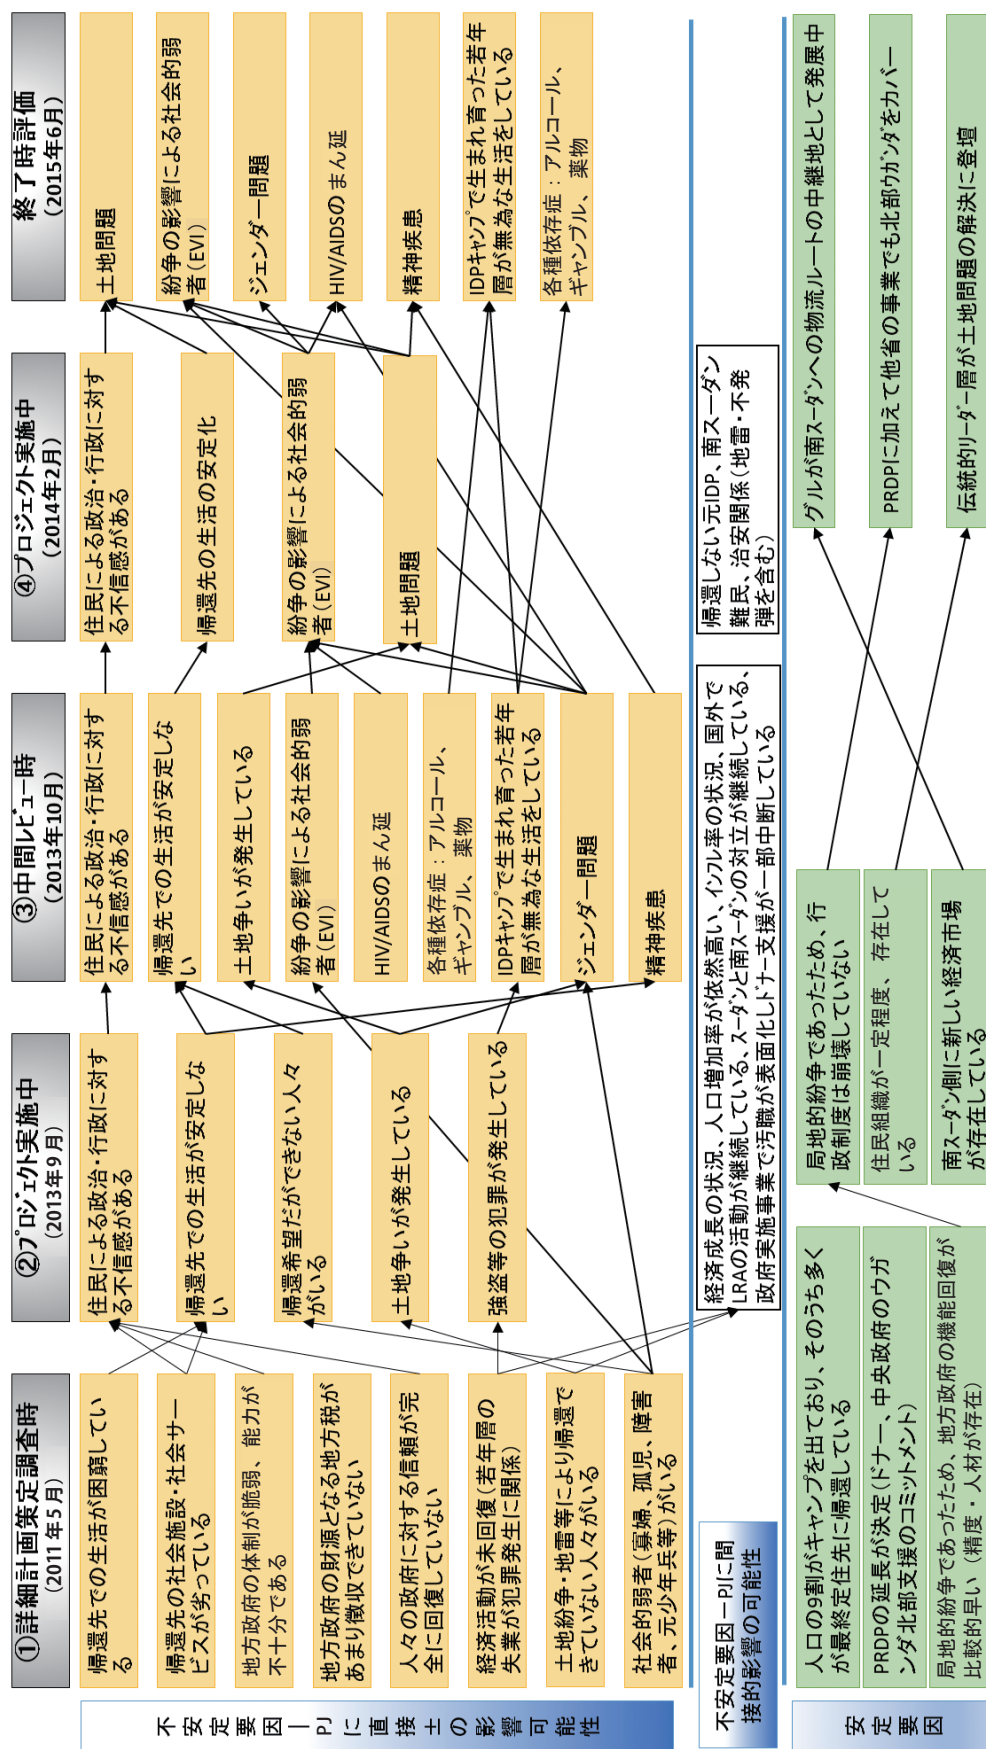 ①詳細計画策定調査時
（2011年5月）
②プロジェクト実施中
（2013年9月）
③中間レビュー時
（2013年10月）
④プロジェクト実施中
（2014年2月）
終了時評価
（2015年6月）
不安定要因―PJに直接士の影響可能性
帰還先での生活が困窮してい
る
帰還先の社会施設・社会サー
ビスが劣っている
地方政府の体制が脆弱、能力が
不十分である
地方政府の財源となる地方税が
あまり徴収できていない
人々の政府に対する信頼が完
全に回復していない
経済活動が未回復（若年層の
失業が犯罪発生に関係）
土地紛争・地雷等により帰還で
きていない人々がいる
社会的弱者（寡婦、孤児、障害
者、元少年兵等）がいる
住民による政治・行政に対す
る不信感がある
帰還先での生活が安定しな
い
帰還希望だができない人々
がいる
土地争いが発生している
強盗等の犯罪が発生している
住民による政治・行政に対す
る不信感がある
帰還先での生活が安定しな
い
土地争いが発生している
紛争の影響による社会的弱
者（EVI）
HIV/AIDSのまん延
各種依存症：アルコール、
ギャンブル、薬物
IDPキャンプで生まれ育った若年
層が無為な生活をしている
ジェンダー問題
精神疾患
住民による政治・行政に対す
る不信感がある
帰還先の生活の安定化
紛争の影響による社会的弱
者（EVI）
土地問題
土地問題
紛争の影響による社会的弱
者（EVI）
ジェンダー問題
HIV/AIDSのまん延
精神疾患
IDPキャンプで生まれ育った若年
層が無為な生活をしている
各種依存症：アルコール、
ギャンブル、薬物
不安定要因―PJに間
接的影響の可能性
経済成長の状況、人口増加率が依然高い、インフル率の状況、国外で
LRAの活動が継続している、スーダンと南スーダンの対立が継続している、
政府実施事業で汚職が表面化しドナー支援が一部中断している
帰還しない元IDP、南スーダン
難民、治安関係（地雷・不発
弾を含む）
安定
要因
人口の9割がキャンプを出ており、そのうち多く
が最終定住先に帰還している
PRDPの延長が決定（ドナー、中央政府のウガ
ンダ北部支援のコミットメント）
局地的紛争であったため、地方政府の機能回復が
比較的早い（精度・人材が存在）
局地的紛争であったため、行
政制度は崩壊していない
住民組織が一定程度、存在して
いる
南スーダン側に新しい経済市場
が存在している
グルが南スーダンへの物流ルートの中継地として発展中
PRDPに加えて他省の事業でも北部ウガンダをカバー
伝統的リーダー層が土地問題の解決に登壇